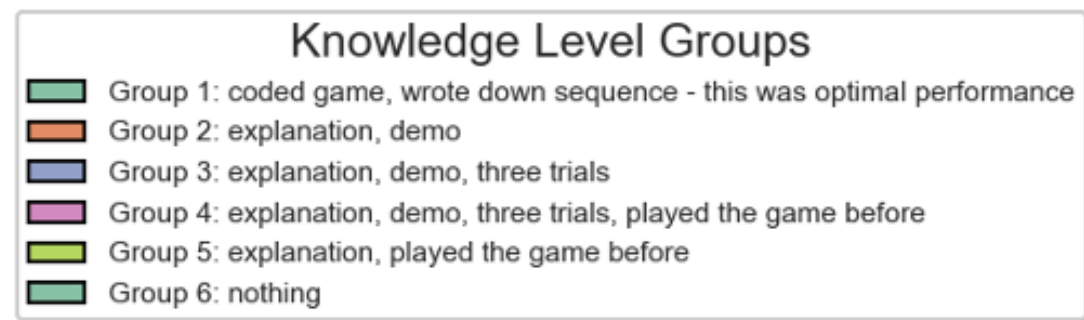 Knowledge Level Groups
Group 1: coded game, wrote down sequence - this was optimal performance
Group 2: explanation, demo
Group 3: explanation, demo, three trials
Group 4: explanation, demo, three trials, played the game before
Group 5: explanation, played the game before
Group 6: nothing